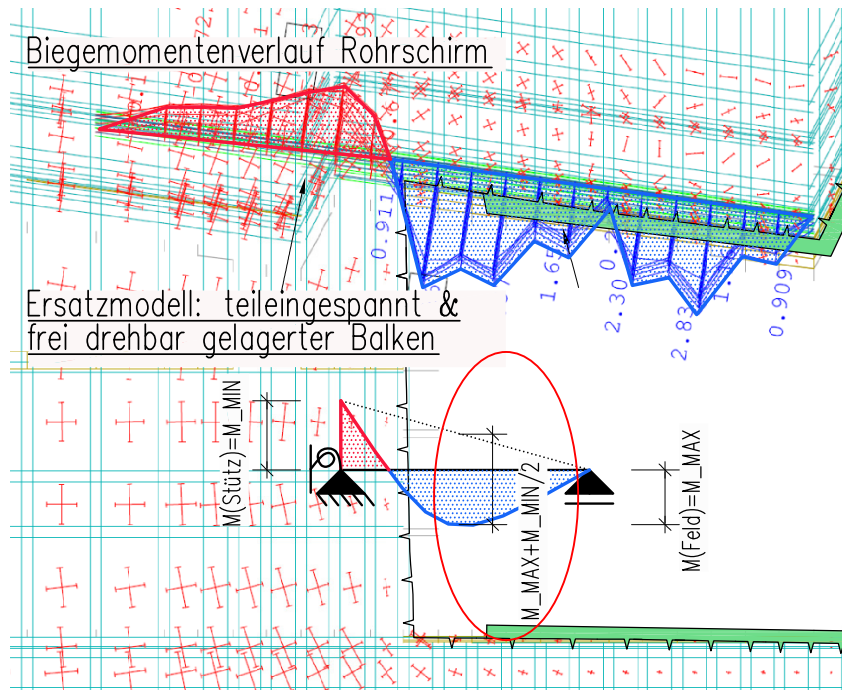 Biegemomentenverlauf Rohrschirm
0.911
1.65
2.30
2.83
0.909
Ersatzmodell: teileingespannt &
frei drehbar gelagerter Balken
M(Stütz)=M_MIN
M_MAX+M_MIN/2
M(Feld)=M_MAX